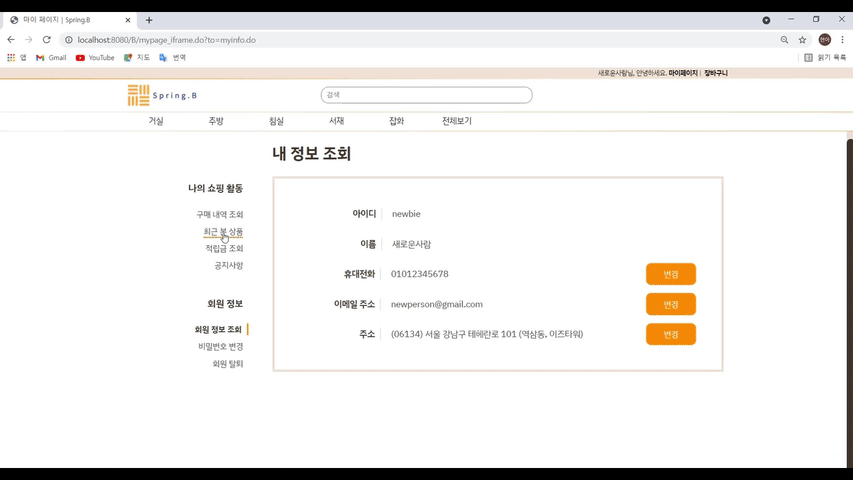 마이 페이지 | Spring.B
localhost:8080/B/mypage_iframe.do?to=myinfo.do
앱 Gmail YouTube 지도 번역 읽기 목록
새로운사람님, 안녕하세요. 마이페이지 | 장바구니
Spring.B 검색
거실 주방 침실 서재 잡화 전체보기
내 정보 조회
나의 쇼핑 활동
구매 내역 조회
최근 본 상품
적립금 조회
공지사항
회원 정보
회원 정보 조회
비밀번호 변경
회원 탈퇴
아이디 newbie
이름 새로운사람
휴대전화 01012345678 변경
이메일 주소 newperson@gmail.com 변경
주소 (06134) 서울 강남구 테헤란로 101 (역삼동, 이즈타워) 변경